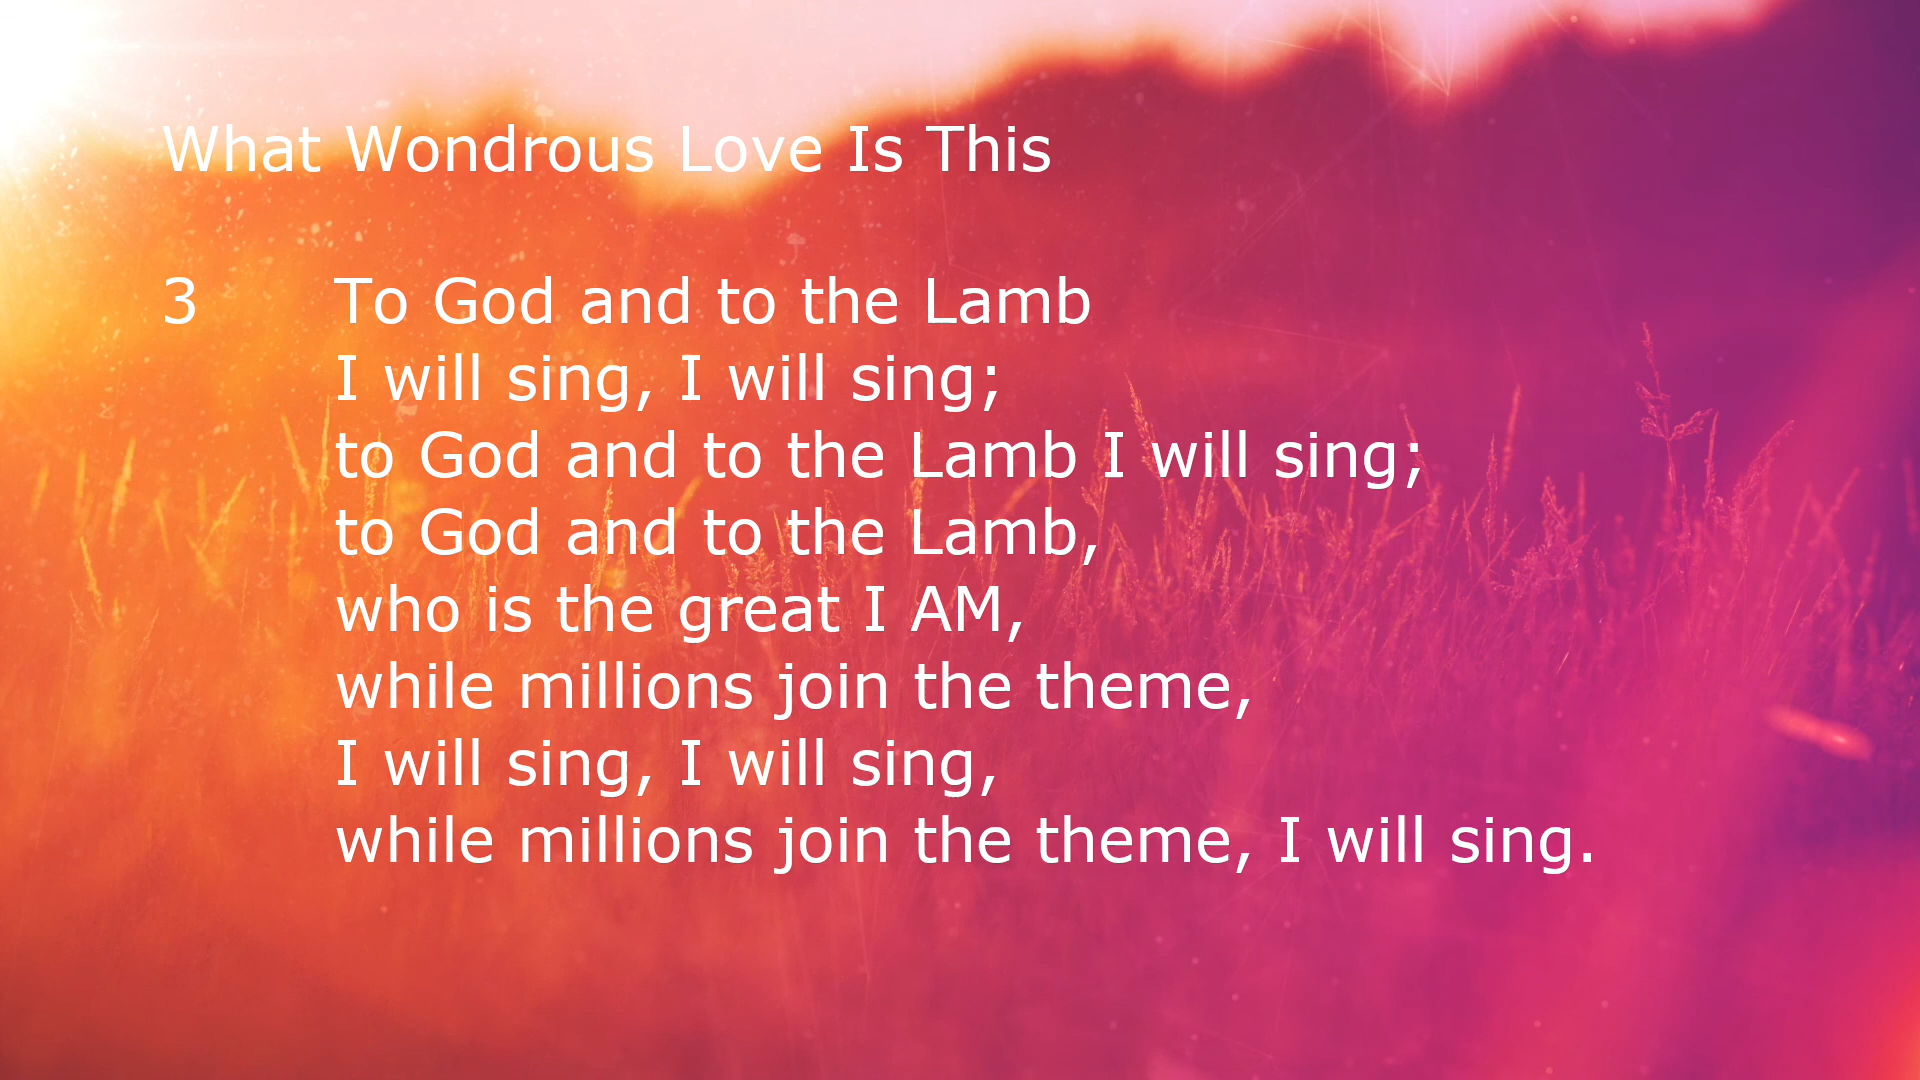 What Wondrous Love Is This
3 To God and to the Lamb
I will sing, I will sing;
to God and to the Lamb I will sing;
to God and to the Lamb,
who is the great I AM,
while millions join the theme,
I will sing, I will sing,
while millions join the theme, I will sing.